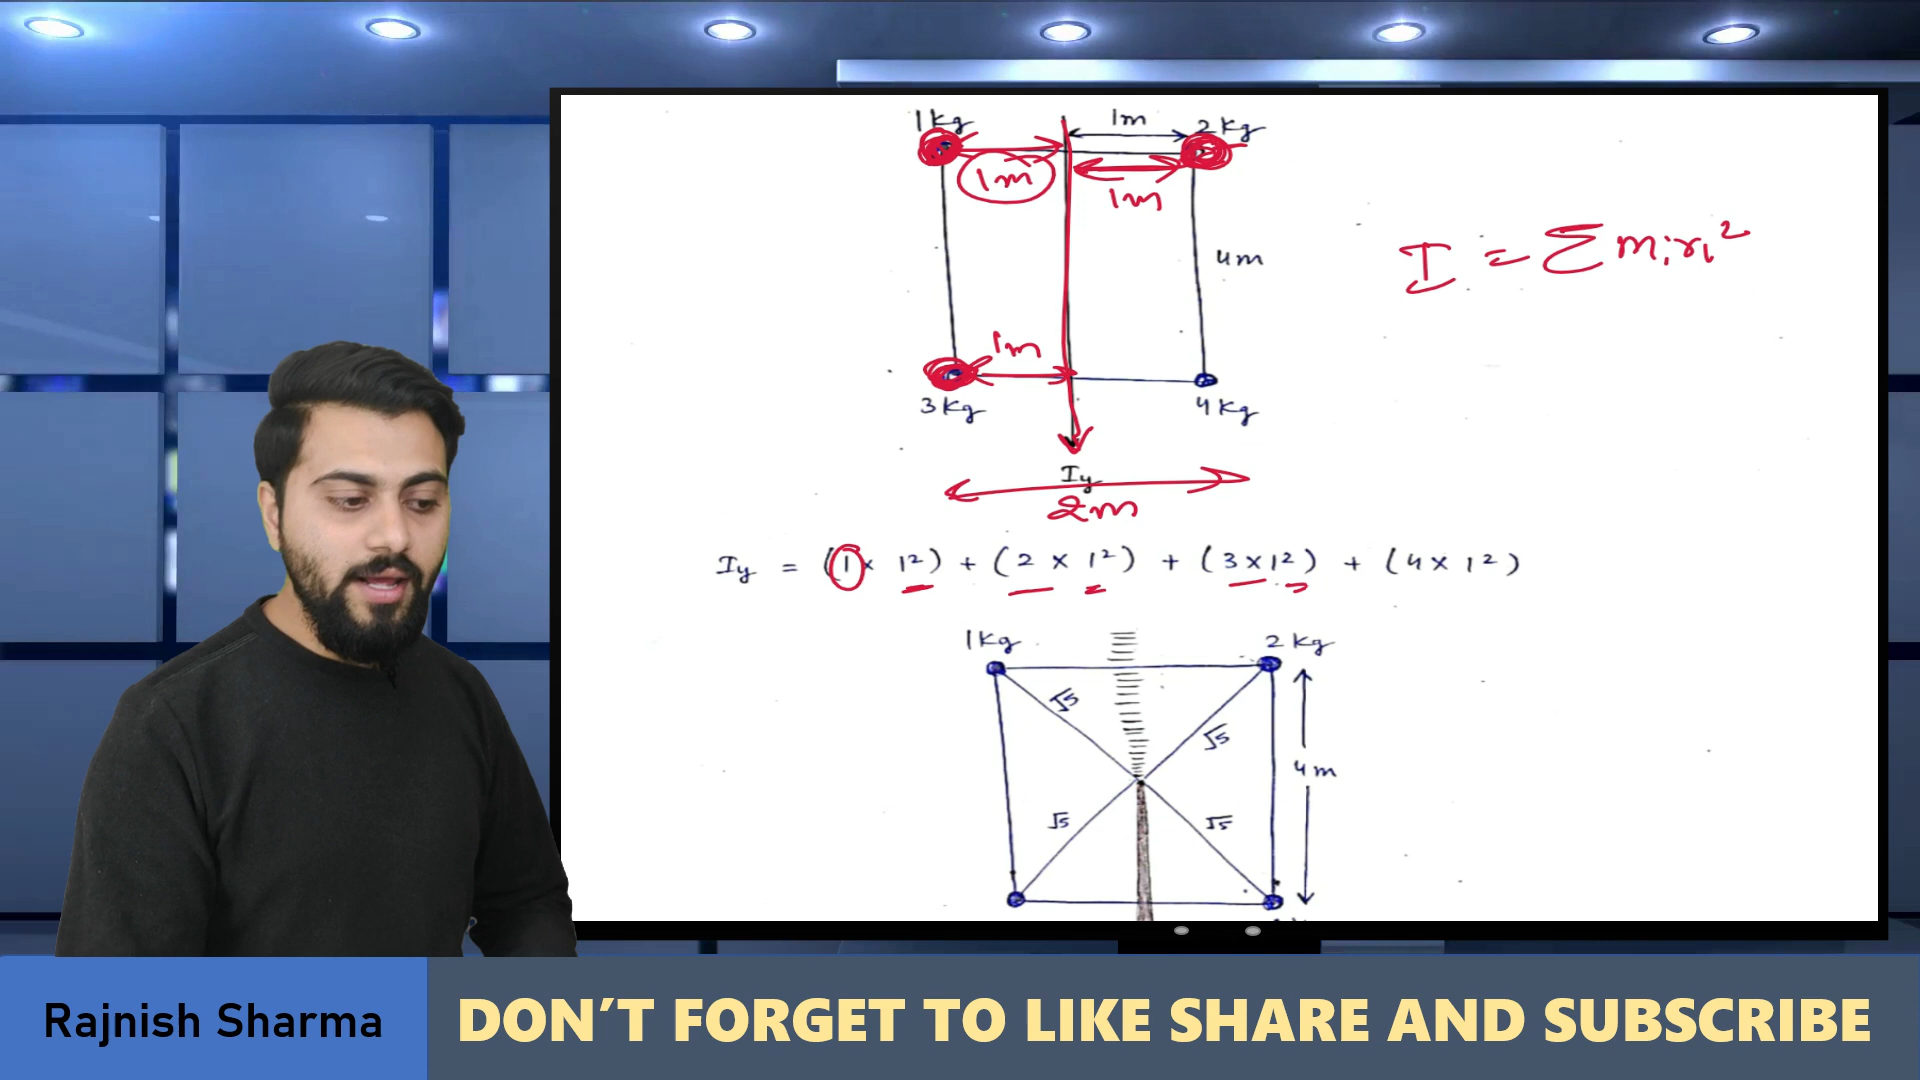 1Kg 1m 2Kg
1m 1m
4m
I = Σ mᵢrᵢ²
1m
3Kg 4Kg
Iy
2m
Iy = (1 × 1²) + (2 × 1²) + (3×1²) + (4× 1²)
1Kg 2Kg
√5 √5
4m
√5 √5
Rajnish Sharma
DON’T FORGET TO LIKE SHARE AND SUBSCRIBE